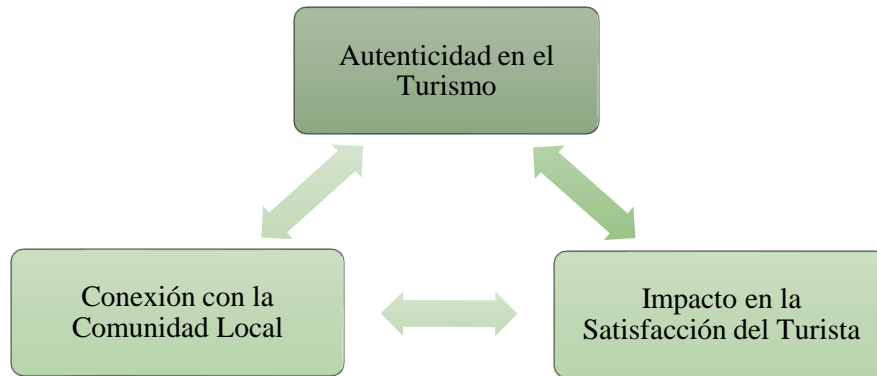 Autenticidad en el
Turismo
Conexión con la
Comunidad Local
Impacto en la
Satisfacción del Turista